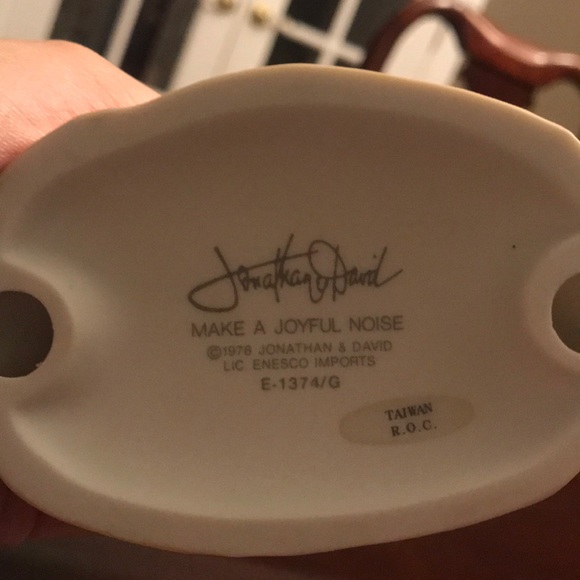 Jonathan & David
MAKE A JOYFUL NOISE
©1978 JONATHAN & DAVID
LIC. ENESCO IMPORTS
E-1374/G
TAIWAN
R.O.C.